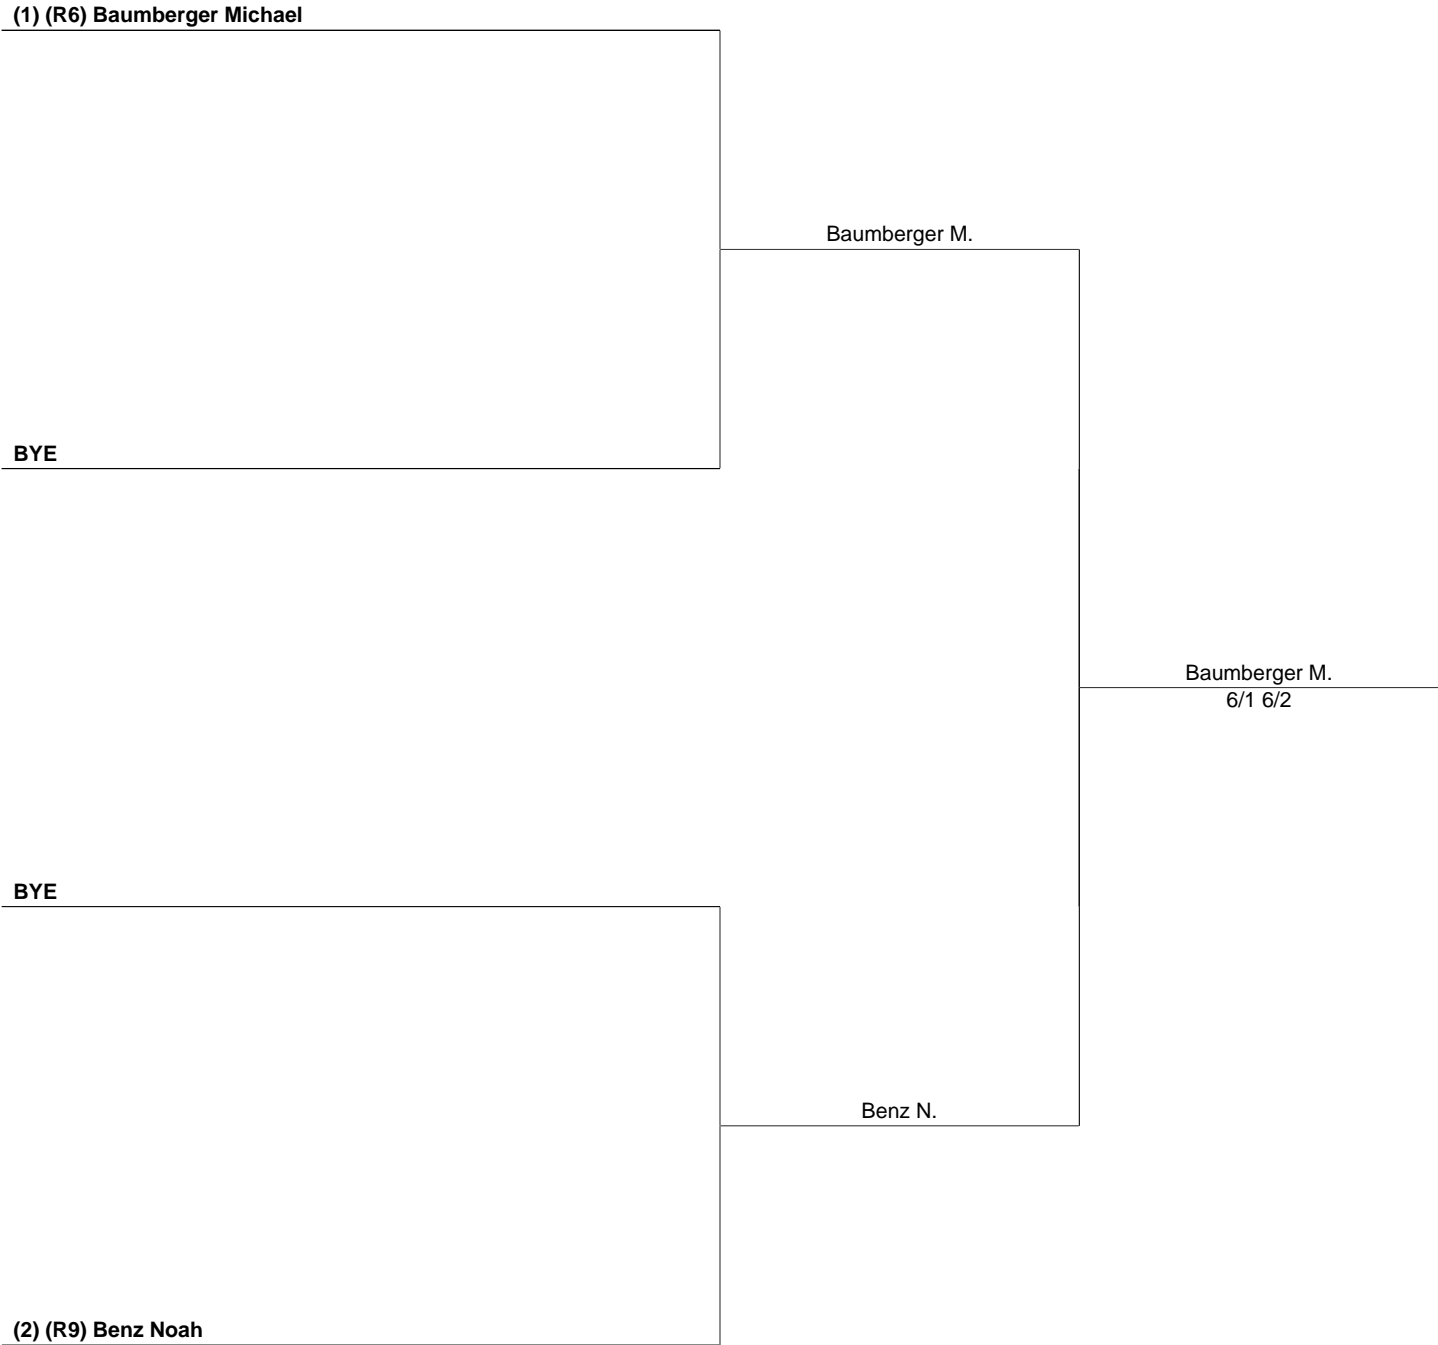 (1) (R6) Baumberger Michael
Baumberger M.
BYE
Baumberger M.
6/1 6/2
BYE
Benz N.
(2) (R9) Benz Noah